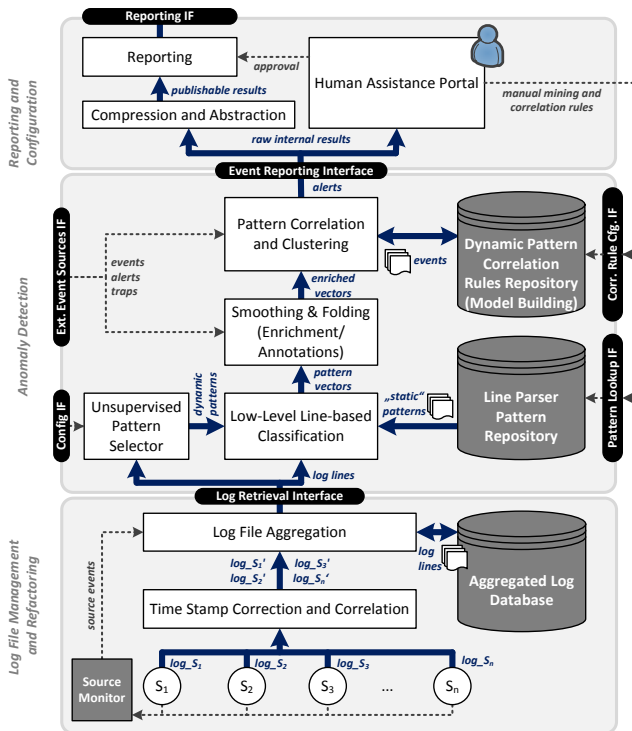 Reporting IF
Reporting
approval
Human Assistance Portal
publishable results
manual mining and
correlation rules
Compression and Abstraction
raw internal results
Reporting and
Configuration
Event Reporting Interface
alerts
Pattern Correlation
and Clustering
events
Dynamic Pattern
Correlation
Rules Repository
(Model Building)
Corr. Rule Cfg. IF
Ext. Event Sources IF
events
alerts
traps
enriched
vectors
Smoothing & Folding
(Enrichment/
Annotations)
Anomaly Detection
pattern
vectors
Config IF
Unsupervised
Pattern
Selector
dynamic
patterns
Low-Level Line-based
Classification
„static“
patterns
Line Parser
Pattern
Repository
Pattern Lookup IF
log lines
Log Retrieval Interface
Log File Aggregation
log
lines
Aggregated Log
Database
log_S1' log_S3'
log_S2' log_Sn‘
source events
Time Stamp Correction and Correlation
Log File Management
and Refactoring
log_S1 log_S2 log_S3 log_Sn
Source
Monitor
S1 S2 S3 ... Sn